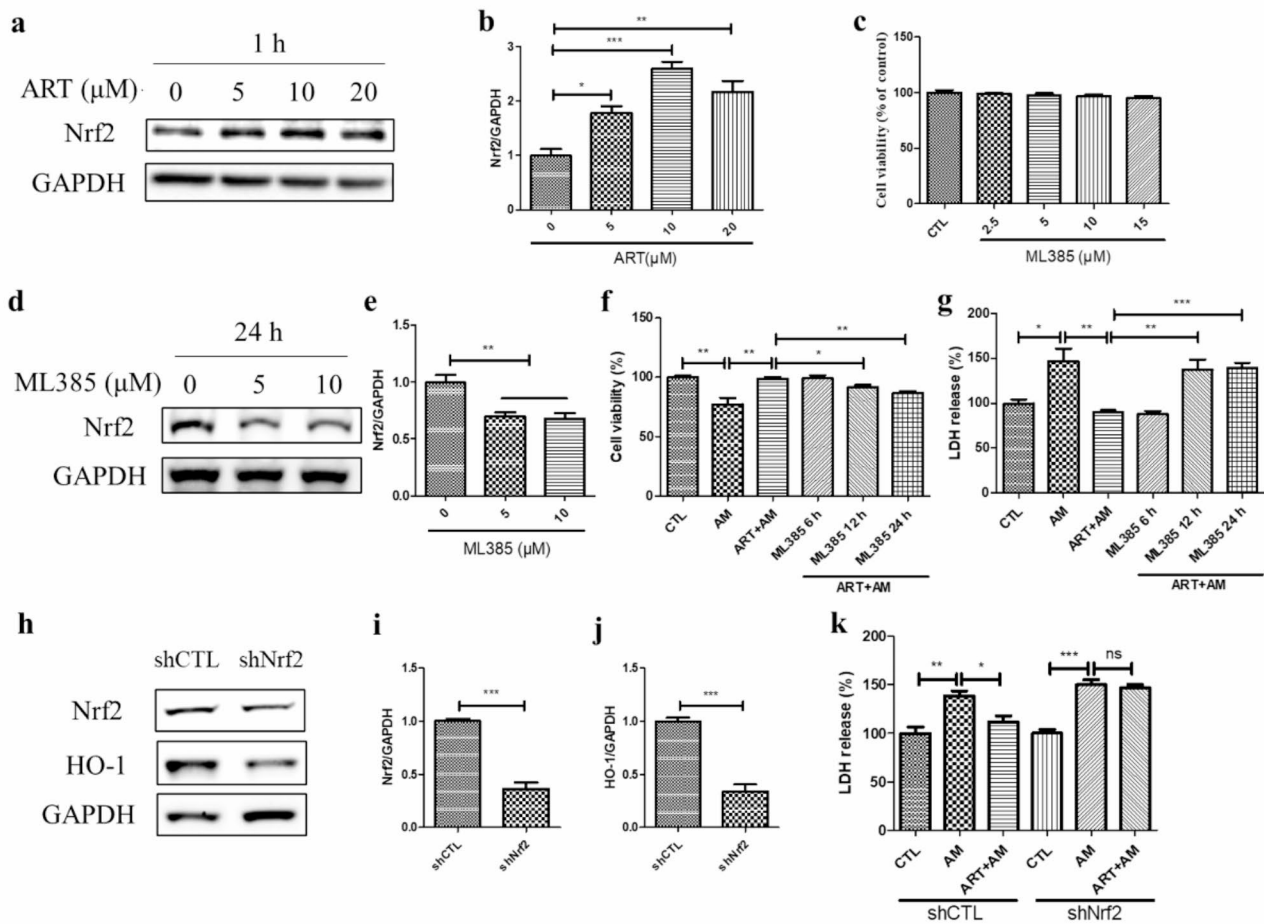 a
1 h
ART (μM) 0 5 10 20
Nrf2
GAPDH
b
Nrf2/GAPDH
3
2
1
0
*
***
**
0 5 10 20
ART(μM)
c
Cell viability (% of control)
150
100
50
0
CTL 2.5 5 10 15
ML385 (μM)
d
24 h
ML385 (μM) 0 5 10
Nrf2
GAPDH
e
Nrf2/GAPDH
1.5
1.0
0.5
0.0
**
0 5 10
ML385 (μM)
f
Cell viability (%)
150
100
50
0
** ** * **
CTL AM ART+AM ML385 6 h ML385 12 h ML385 24 h
ART+AM
g
LDH release (%)
200
150
100
50
0
* ** ** ***
CTL AM ART+AM ML385 6 h ML385 12 h ML385 24 h
ART+AM
h
shCTL shNrf2
Nrf2
HO-1
GAPDH
i
Nrf2/GAPDH
1.5
1.0
0.5
0.0
***
shCTL shNrf2
j
HO-1/GAPDH
1.5
1.0
0.5
0.0
***
shCTL shNrf2
k
LDH release (%)
200
150
100
50
0
** * *** ns
CTL AM ART+AM CTL AM ART+AM
shCTL shNrf2